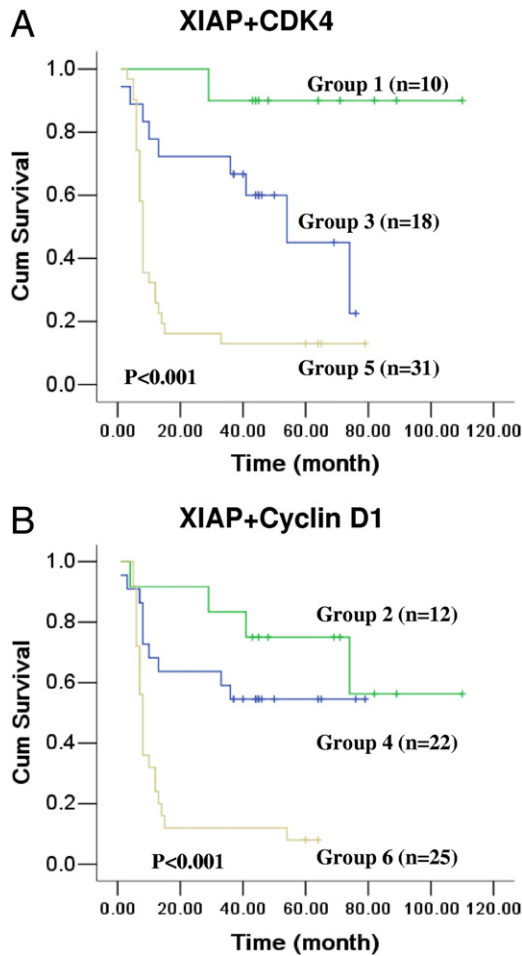 A
XIAP+CDK4
Cum Survival
1.0
0.8
0.6
0.4
0.2
0.0
Group 1 (n=10)
Group 3 (n=18)
Group 5 (n=31)
P<0.001
0.00 20.00 40.00 60.00 80.00 100.00 120.00
Time (month)
B
XIAP+Cyclin D1
Cum Survival
1.0
0.8
0.6
0.4
0.2
0.0
Group 2 (n=12)
Group 4 (n=22)
Group 6 (n=25)
P<0.001
0.00 20.00 40.00 60.00 80.00 100.00 120.00
Time (month)